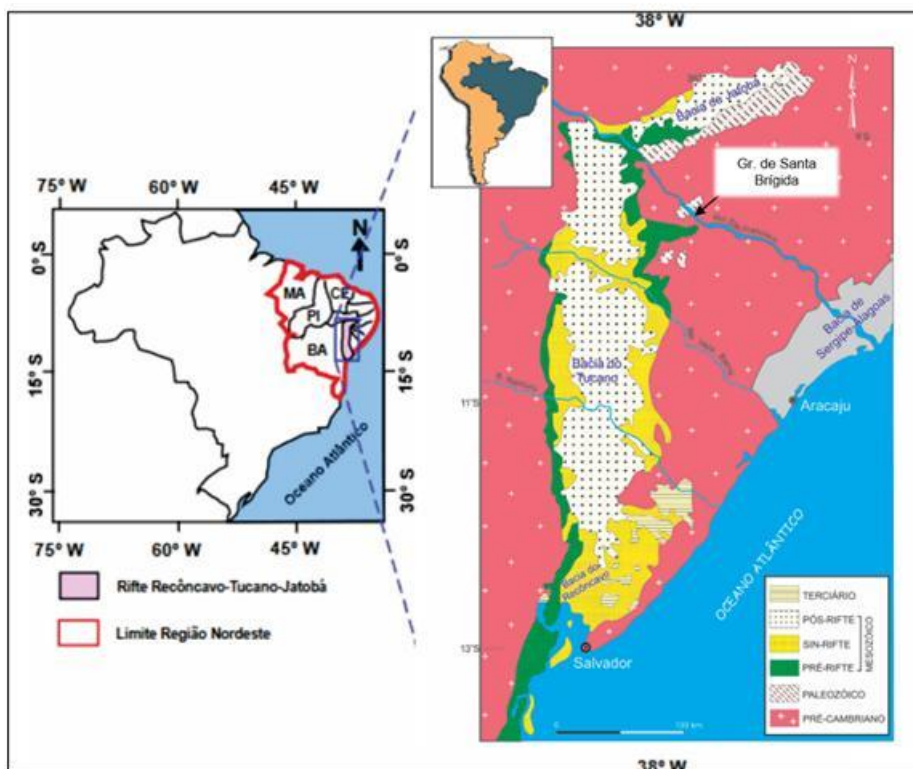 38° W
75° W
60° W
45° W
N
0° S
0° S
MA
CE
PI
BA
15° S
15° S
Oceano Atlântico
30° S
30° S
75° W
60° W
45° W
Rifte Recôncavo-Tucano-Jatobá
Limite Região Nordeste
N
Bacia de Jatobá
Gr. de Santa
Brígida
Bacia de
Sergipe-Alagoas
Bacia do
Tucano
11°S
Aracaju
Bacia do
Recôncavo
OCEANO ATLÂNTICO
13°S
Salvador
0
100 km
TERCIÁRIO
PÓS-RIFTE
SIN-RIFTE
PRÉ-RIFTE
MESOZÓICO
PALEOZÓICO
PRÉ-CAMBRIANO
38° W